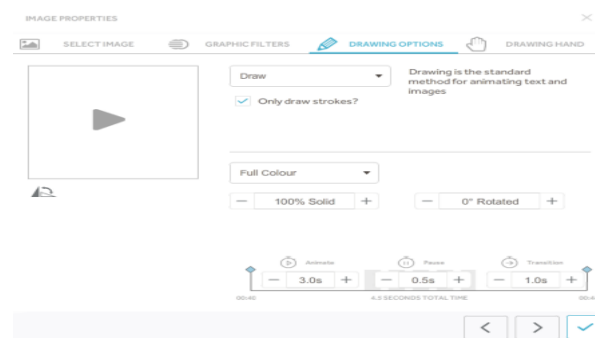 IMAGE PROPERTIES
SELECT IMAGE GRAPHIC FILTERS DRAWING OPTIONS DRAWING HAND
Draw
Drawing is the standard
method for animating text and
images
Only draw strokes?
Full Colour
− 100% Solid + − 0° Rotated +
Animate Pause Transition
− 3.0s + − 0.5s + − 1.0s +
00:40 4.5 SECONDS TOTAL TIME